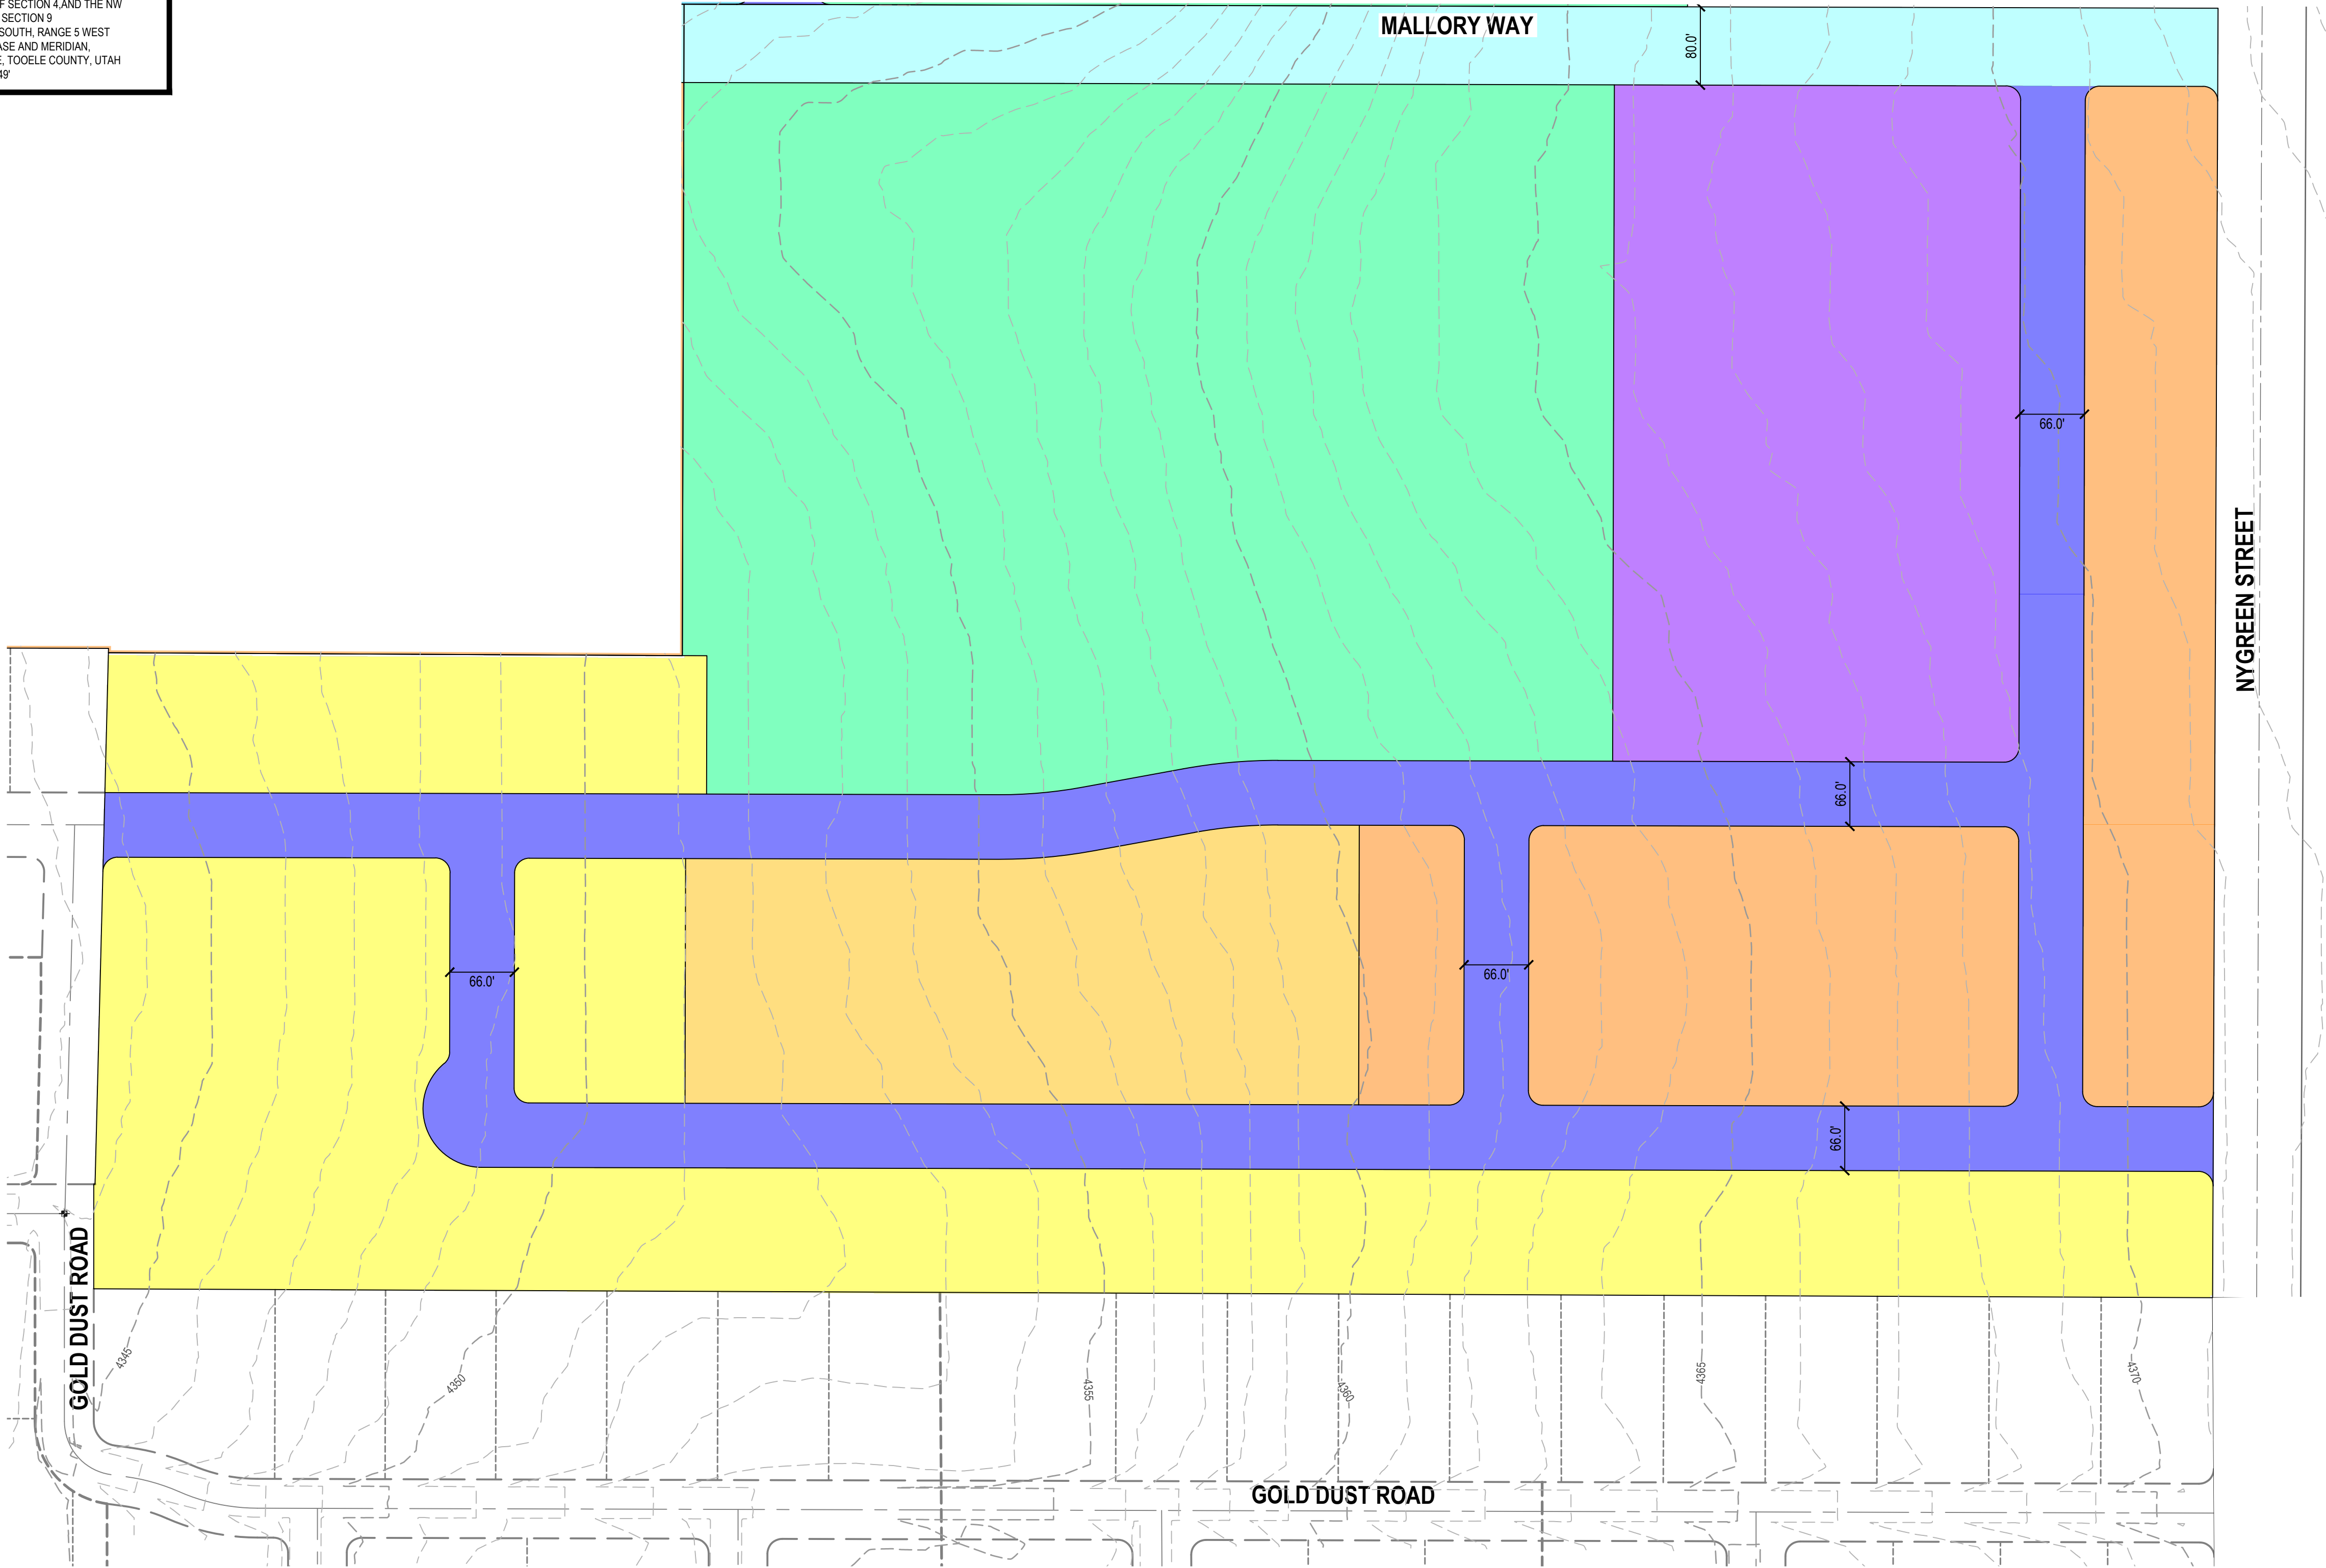 F SECTION 4,AND THE NW
SECTION 9
SOUTH, RANGE 5 WEST
ASE AND MERIDIAN,
E, TOOELE COUNTY, UTAH
49'
MALLORY WAY
80.0'
66.0'
NYGREEN STREET
66.0'
66.0'
66.0'
66.0'
GOLD DUST ROAD
4345
4350
4355
4360
4365
4370
GOLD DUST ROAD